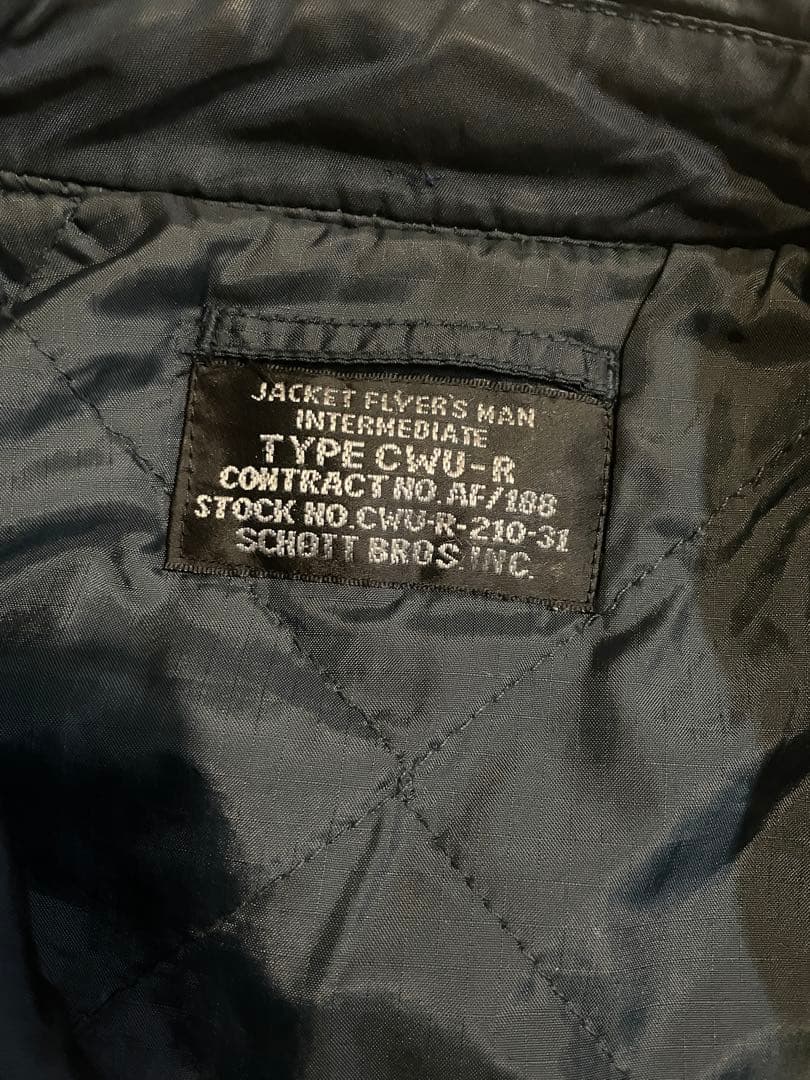 JACKET FLYER'S MAN
INTERMEDIATE
TYPE CWU-R
CONTRACT NO. AF/188
STOCK NO. CWU-R-210-31
SCHOTT BROS INC.